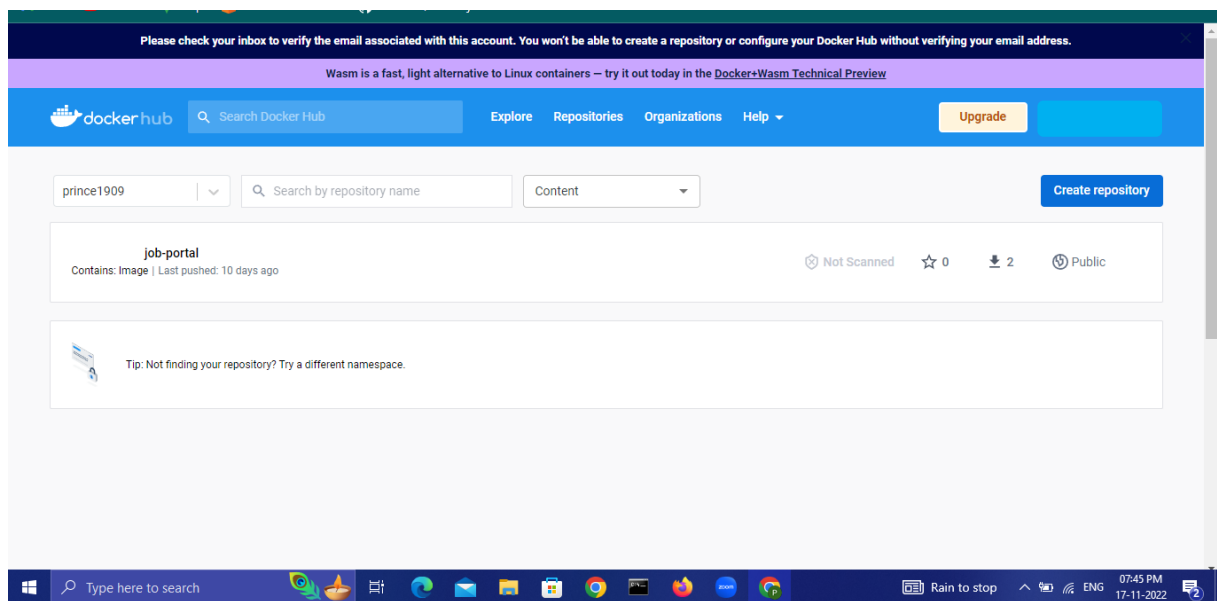 Please check your inbox to verify the email associated with this account. You won't be able to create a repository or configure your Docker Hub without verifying your email address.
Wasm is a fast, light alternative to Linux containers — try it out today in the Docker+Wasm Technical Preview
dockerhub Search Docker Hub Explore Repositories Organizations Help Upgrade
prince1909 Search by repository name Content Create repository
job-portal
Contains: Image | Last pushed: 10 days ago Not Scanned 0 2 Public
Tip: Not finding your repository? Try a different namespace.
Type here to search zoom Rain to stop ENG 07:45 PM
17-11-2022 2